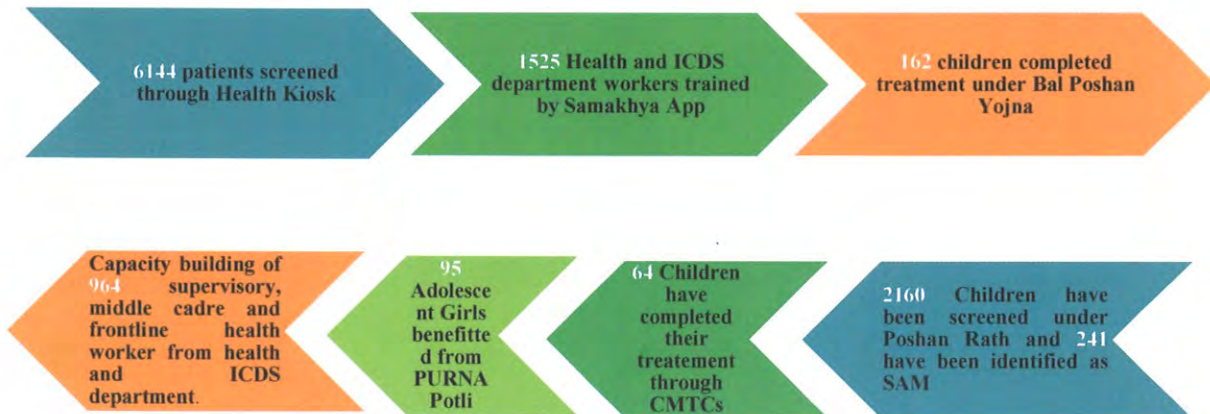 6144 patients screened
through Health Kiosk
1525 Health and ICDS
department workers trained
by Samakhya App
162 children completed
treatment under Bal Poshan
Yojna
Capacity building of
964 supervisory,
middle cadre and
frontline health
worker from health
and ICDS
department.
95
Adolesce
nt Girls
benefitte
d from
PURNA
Potli
64 Children
have
completed
their
treatement
through
CMTCs
2160 Children have
been screened under
Poshan Rath and 241
have been identified as
SAM